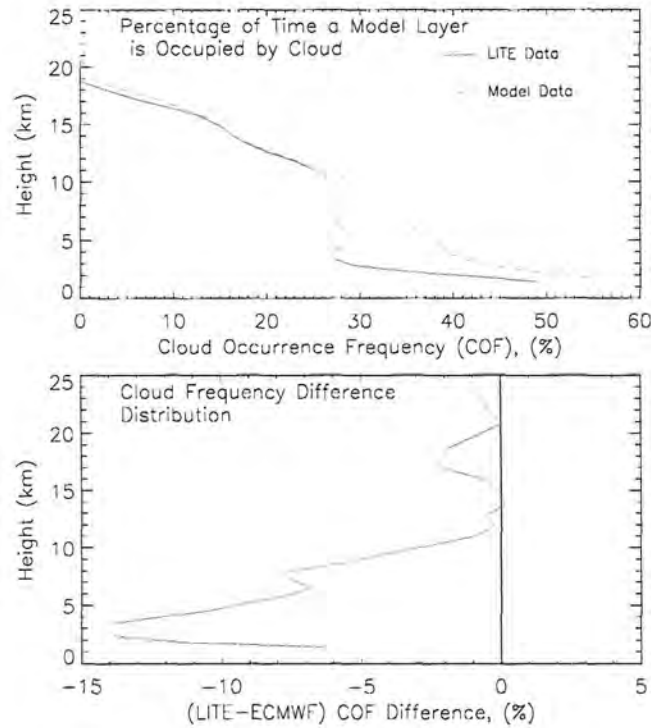 25
20
15
10
5
0
Height (km)
Percentage of Time a Model Layer
is Occupied by Cloud
LITE Data
Model Data
0
10
20
30
40
50
60
Cloud Occurrence Frequency (COF), (%)
25
20
15
10
5
0
Height (km)
Cloud Frequency Difference
Distribution
-15
-10
-5
0
5
(LITE-ECMWF) COF Difference, (%)